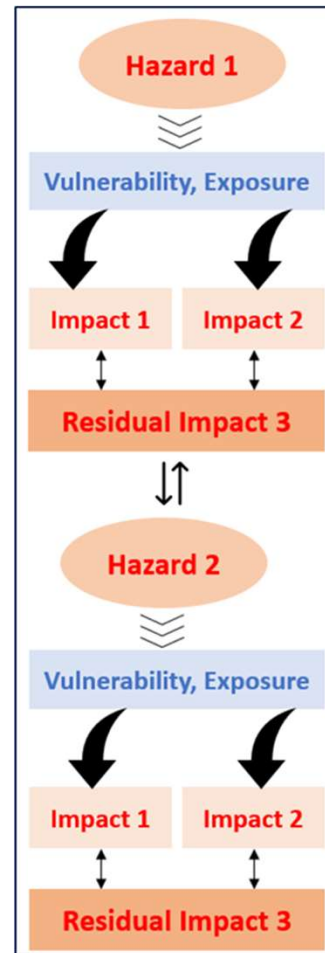 Hazard 1
Vulnerability, Exposure
Impact 1
Impact 2
Residual Impact 3
Hazard 2
Vulnerability, Exposure
Impact 1
Impact 2
Residual Impact 3